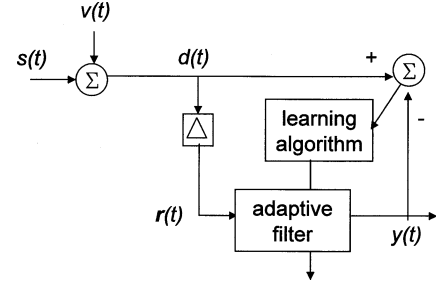 v(t)
s(t)
Σ
d(t)
+
Σ
Δ
learning
algorithm
-
r(t)
adaptive
filter
y(t)